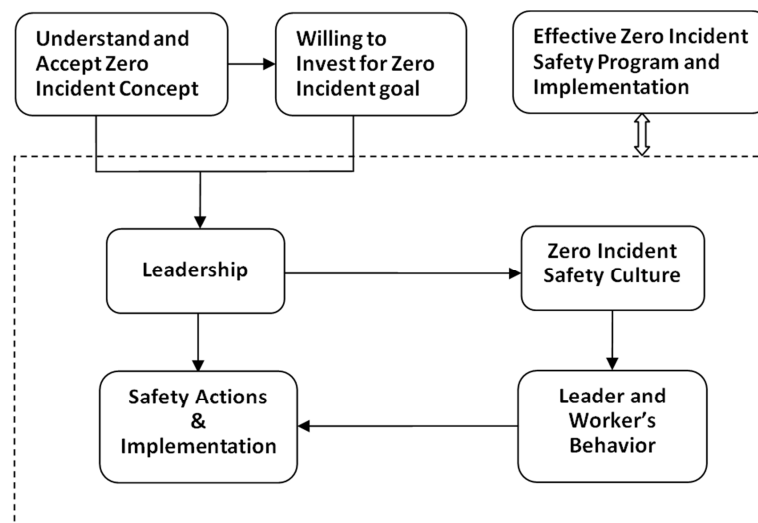 Understand and
Accept Zero
Incident Concept
Willing to
Invest for Zero
Incident goal
Effective Zero Incident
Safety Program and
Implementation
Leadership
Zero Incident
Safety Culture
Safety Actions
&
Implementation
Leader and
Worker's
Behavior